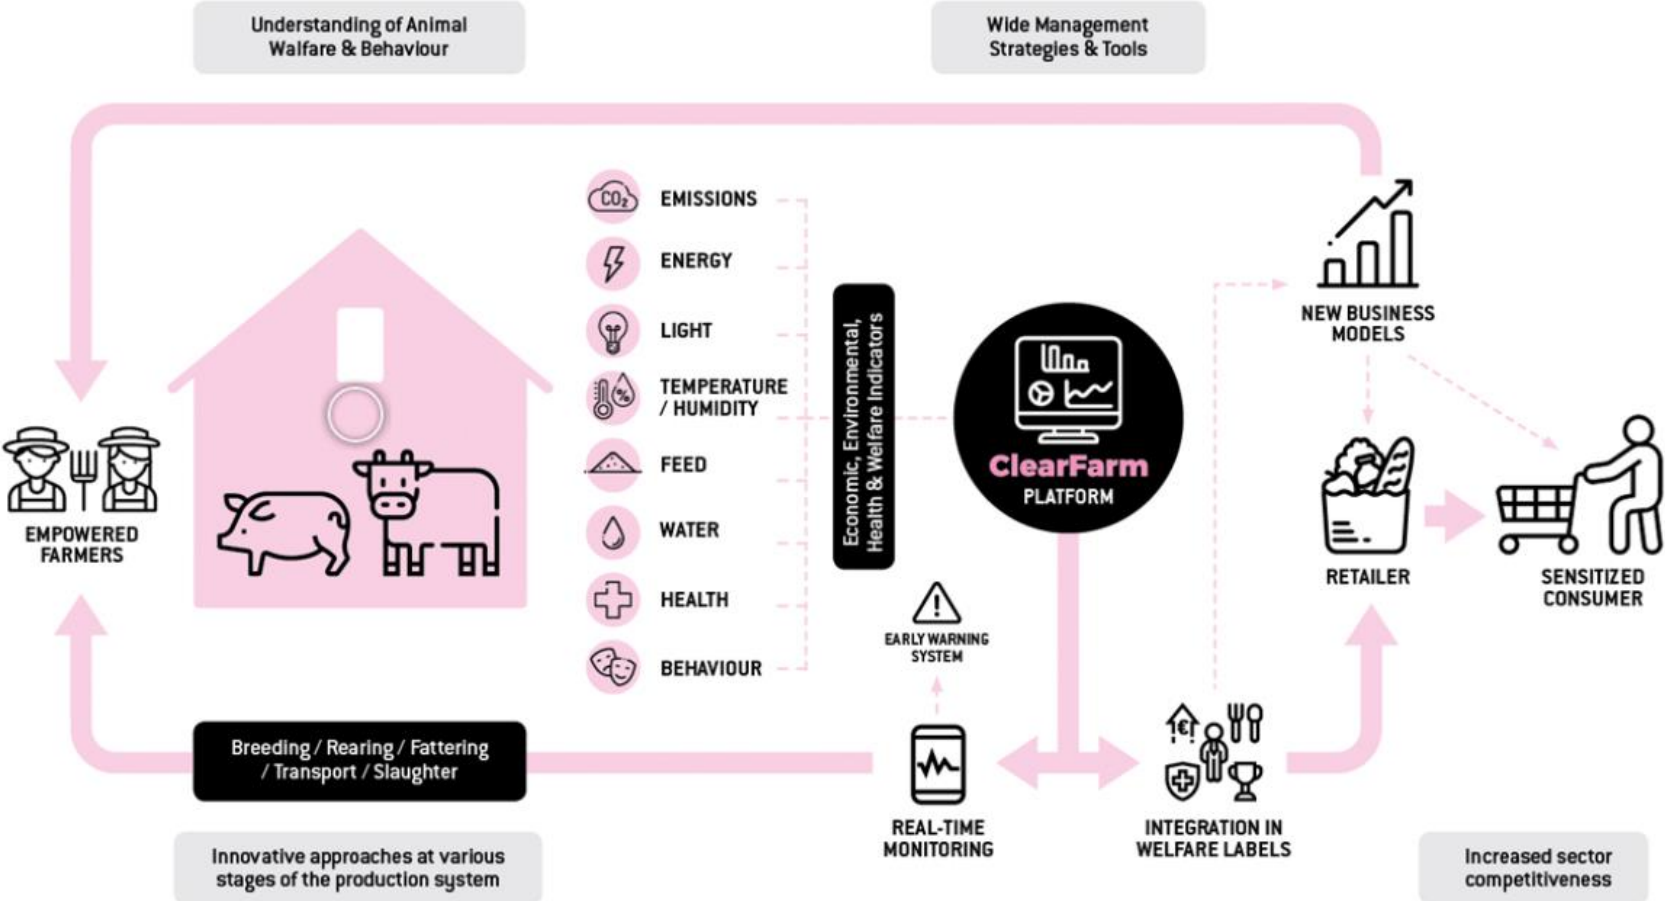 Understanding of Animal
Walfare & Behaviour
Wide Management
Strategies & Tools
CO₂
EMISSIONS
ENERGY
LIGHT
%
TEMPERATURE
/ HUMIDITY
FEED
WATER
HEALTH
BEHAVIOUR
Economic, Environmental,
Health & Welfare Indicators
ClearFarm
PLATFORM
NEW BUSINESS
MODELS
EMPOWERED
FARMERS
RETAILER
SENSITIZED
CONSUMER
!
EARLY WARNING
SYSTEM
Breeding / Rearing / Fattering
/ Transport / Slaughter
€
REAL-TIME
MONITORING
INTEGRATION IN
WELFARE LABELS
Innovative approaches at various
stages of the production system
Increased sector
competitiveness